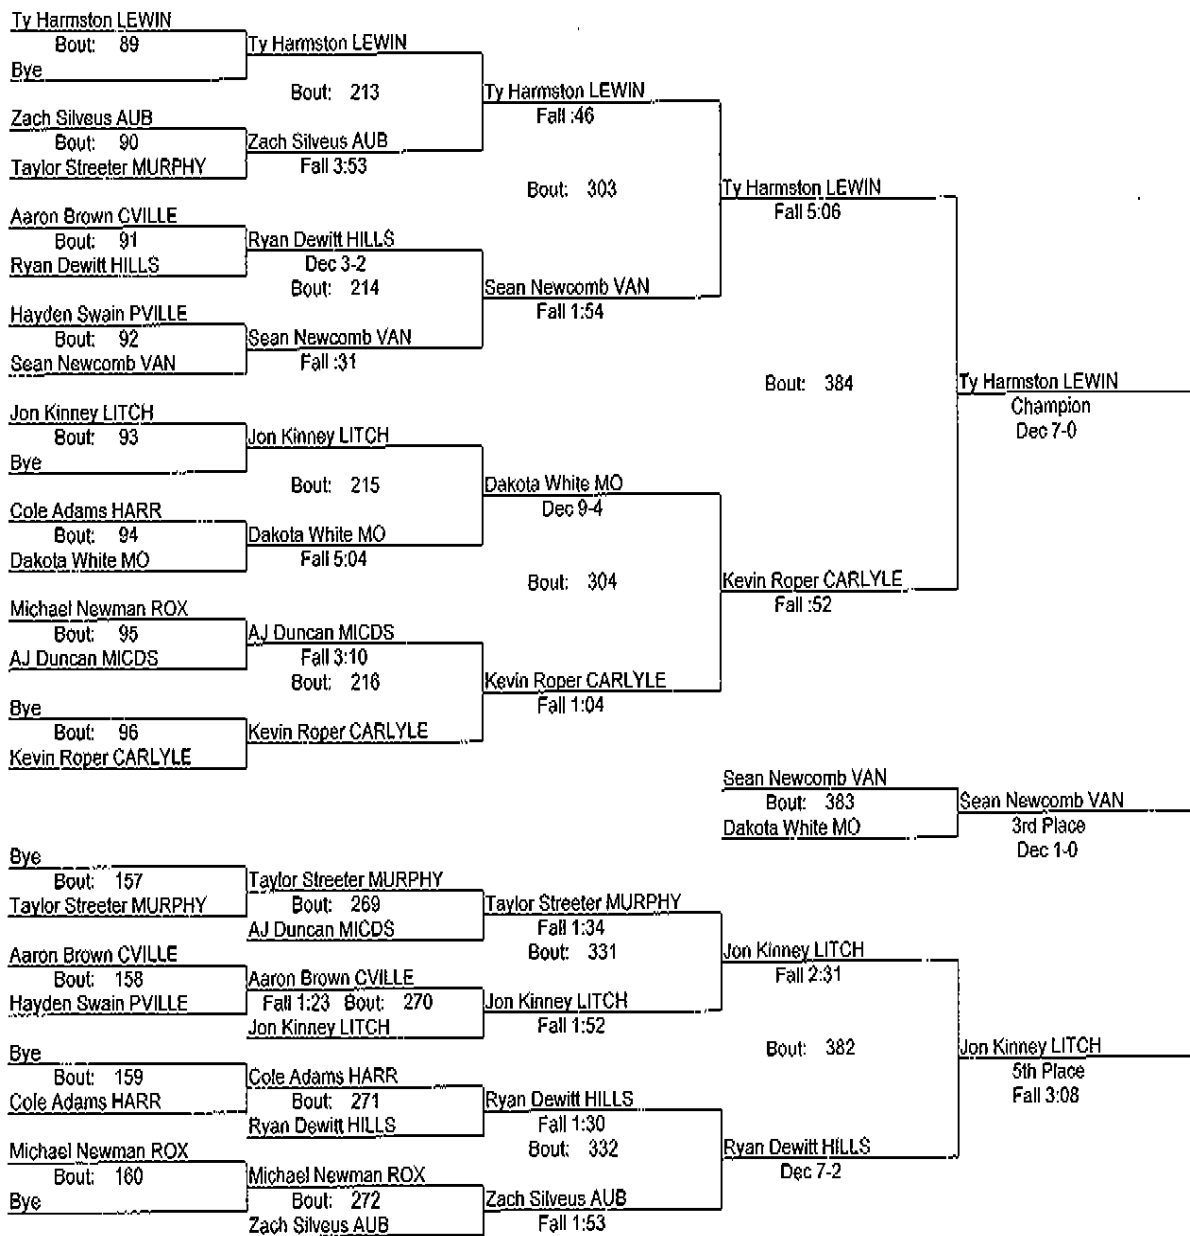 Ty Harmston LEWIN
Bout: 89
Bye
Ty Harmston LEWIN
Bout: 213
Zach Silveus AUB
Bout: 90
Taylor Streeter MURPHY
Zach Silveus AUB
Fall 3:53
Ty Harmston LEWIN
Fall :46
Bout: 303
Aaron Brown CVILLE
Bout: 91
Ryan Dewitt HILLS
Ryan Dewitt HILLS
Dec 3-2
Bout: 214
Hayden Swain PVILLE
Bout: 92
Sean Newcomb VAN
Sean Newcomb VAN
Fall :31
Sean Newcomb VAN
Fall 1:54
Ty Harmston LEWIN
Fall 5:06
Bout: 384
Ty Harmston LEWIN
Champion
Dec 7-0
Jon Kinney LITCH
Bout: 93
Bye
Jon Kinney LITCH
Bout: 215
Cole Adams HARR
Bout: 94
Dakota White MO
Dakota White MO
Fall 5:04
Dakota White MO
Dec 9-4
Bout: 304
Michael Newman ROX
Bout: 95
AJ Duncan MICDS
AJ Duncan MICDS
Fall 3:10
Bout: 216
Bye
Bout: 96
Kevin Roper CARLYLE
Kevin Roper CARLYLE
Kevin Roper CARLYLE
Fall 1:04
Kevin Roper CARLYLE
Fall :52
Sean Newcomb VAN
Bout: 383
Dakota White MO
Sean Newcomb VAN
3rd Place
Dec 1-0
Bye
Bout: 157
Taylor Streeter MURPHY
Taylor Streeter MURPHY
Bout: 269
AJ Duncan MICDS
Taylor Streeter MURPHY
Fall 1:34
Bout: 331
Aaron Brown CVILLE
Bout: 158
Hayden Swain PVILLE
Aaron Brown CVILLE
Fall 1:23 Bout: 270
Jon Kinney LITCH
Jon Kinney LITCH
Fall 1:52
Jon Kinney LITCH
Fall 2:31
Bout: 382
Jon Kinney LITCH
5th Place
Fall 3:08
Bye
Bout: 159
Cole Adams HARR
Cole Adams HARR
Bout: 271
Ryan Dewitt HILLS
Ryan Dewitt HILLS
Fall 1:30
Bout: 332
Michael Newman ROX
Bout: 160
Bye
Michael Newman ROX
Bout: 272
Zach Silveus AUB
Zach Silveus AUB
Fall 1:53
Ryan Dewitt HILLS
Dec 7-2